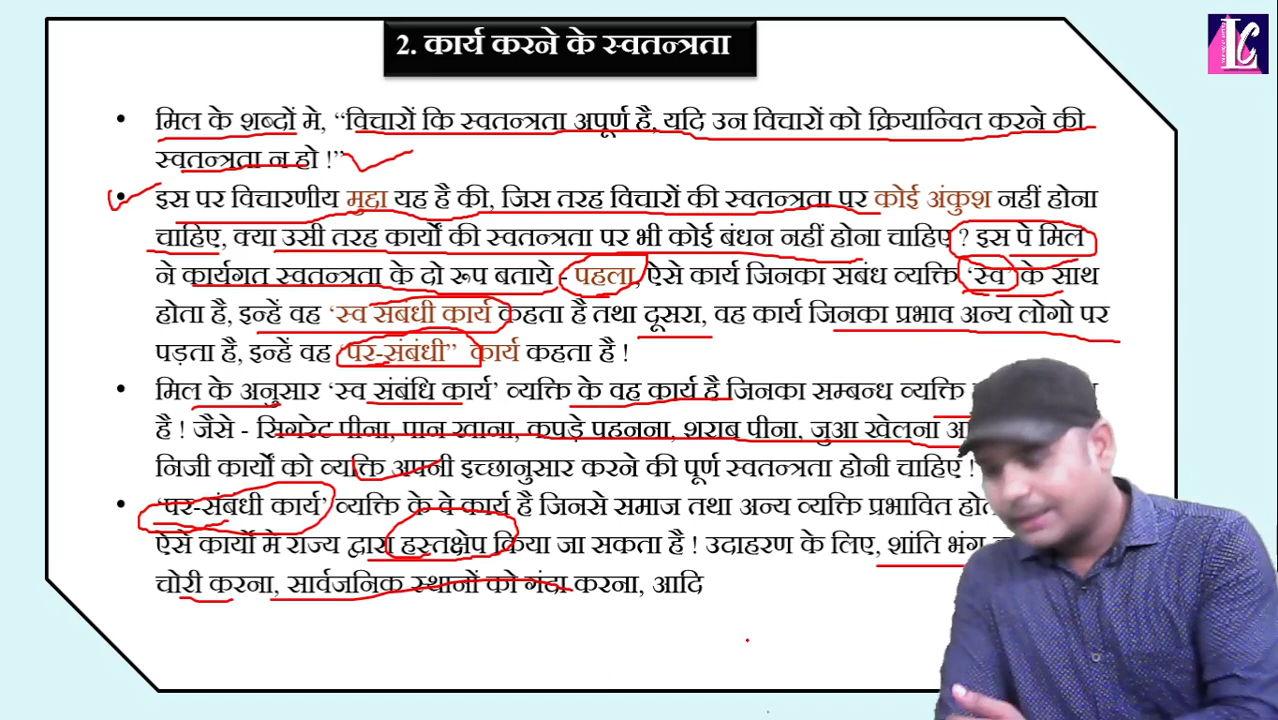 2. कार्य करने के स्वतन्त्रता
LC
• मिल के शब्दों मे, “विचारों कि स्वतन्त्रता अपूर्ण है, यदि उन विचारों को क्रियान्वित करने की
स्वतन्त्रता न हो !”
• इस पर विचारणीय मुद्दा यह है की, जिस तरह विचारों की स्वतन्त्रता पर कोई अंकुश नहीं होना
चाहिए, क्या उसी तरह कार्यों की स्वतन्त्रता पर भी कोई बंधन नहीं होना चाहिए ? इस पे मिल
ने कार्यगत स्वतन्त्रता के दो रूप बताये - पहला, ऐसे कार्य जिनका संबंध व्यक्ति ‘स्व’ के साथ
होता है, इन्हें वह ‘स्व संबंधी कार्य कहता है तथा दूसरा, वह कार्य जिनका प्रभाव अन्य लोगो पर
पड़ता है, इन्हें वह ‘पर-संबंधी” कार्य कहता है !
• मिल के अनुसार ‘स्व संबंधि कार्य’ व्यक्ति के वह कार्य है जिनका सम्बन्ध व्यक्ति
है ! जैसे - सिगरेट पीना, पान खाना, कपड़े पहनना, शराब पीना, जुआ खेलना
निजी कार्यों को व्यक्ति अपनी इच्छानुसार करने की पूर्ण स्वतन्त्रता होनी चाहिए !
• ‘पर-संबंधी कार्य’ व्यक्ति के वे कार्य है जिनसे समाज तथा अन्य व्यक्ति प्रभावित
ऐसे कार्यों मे राज्य द्वारा हस्तक्षेप किया जा सकता है ! उदाहरण के लिए, शांति भंग
चोरी करना, सार्वजनिक स्थानों को गंदा करना, आदि